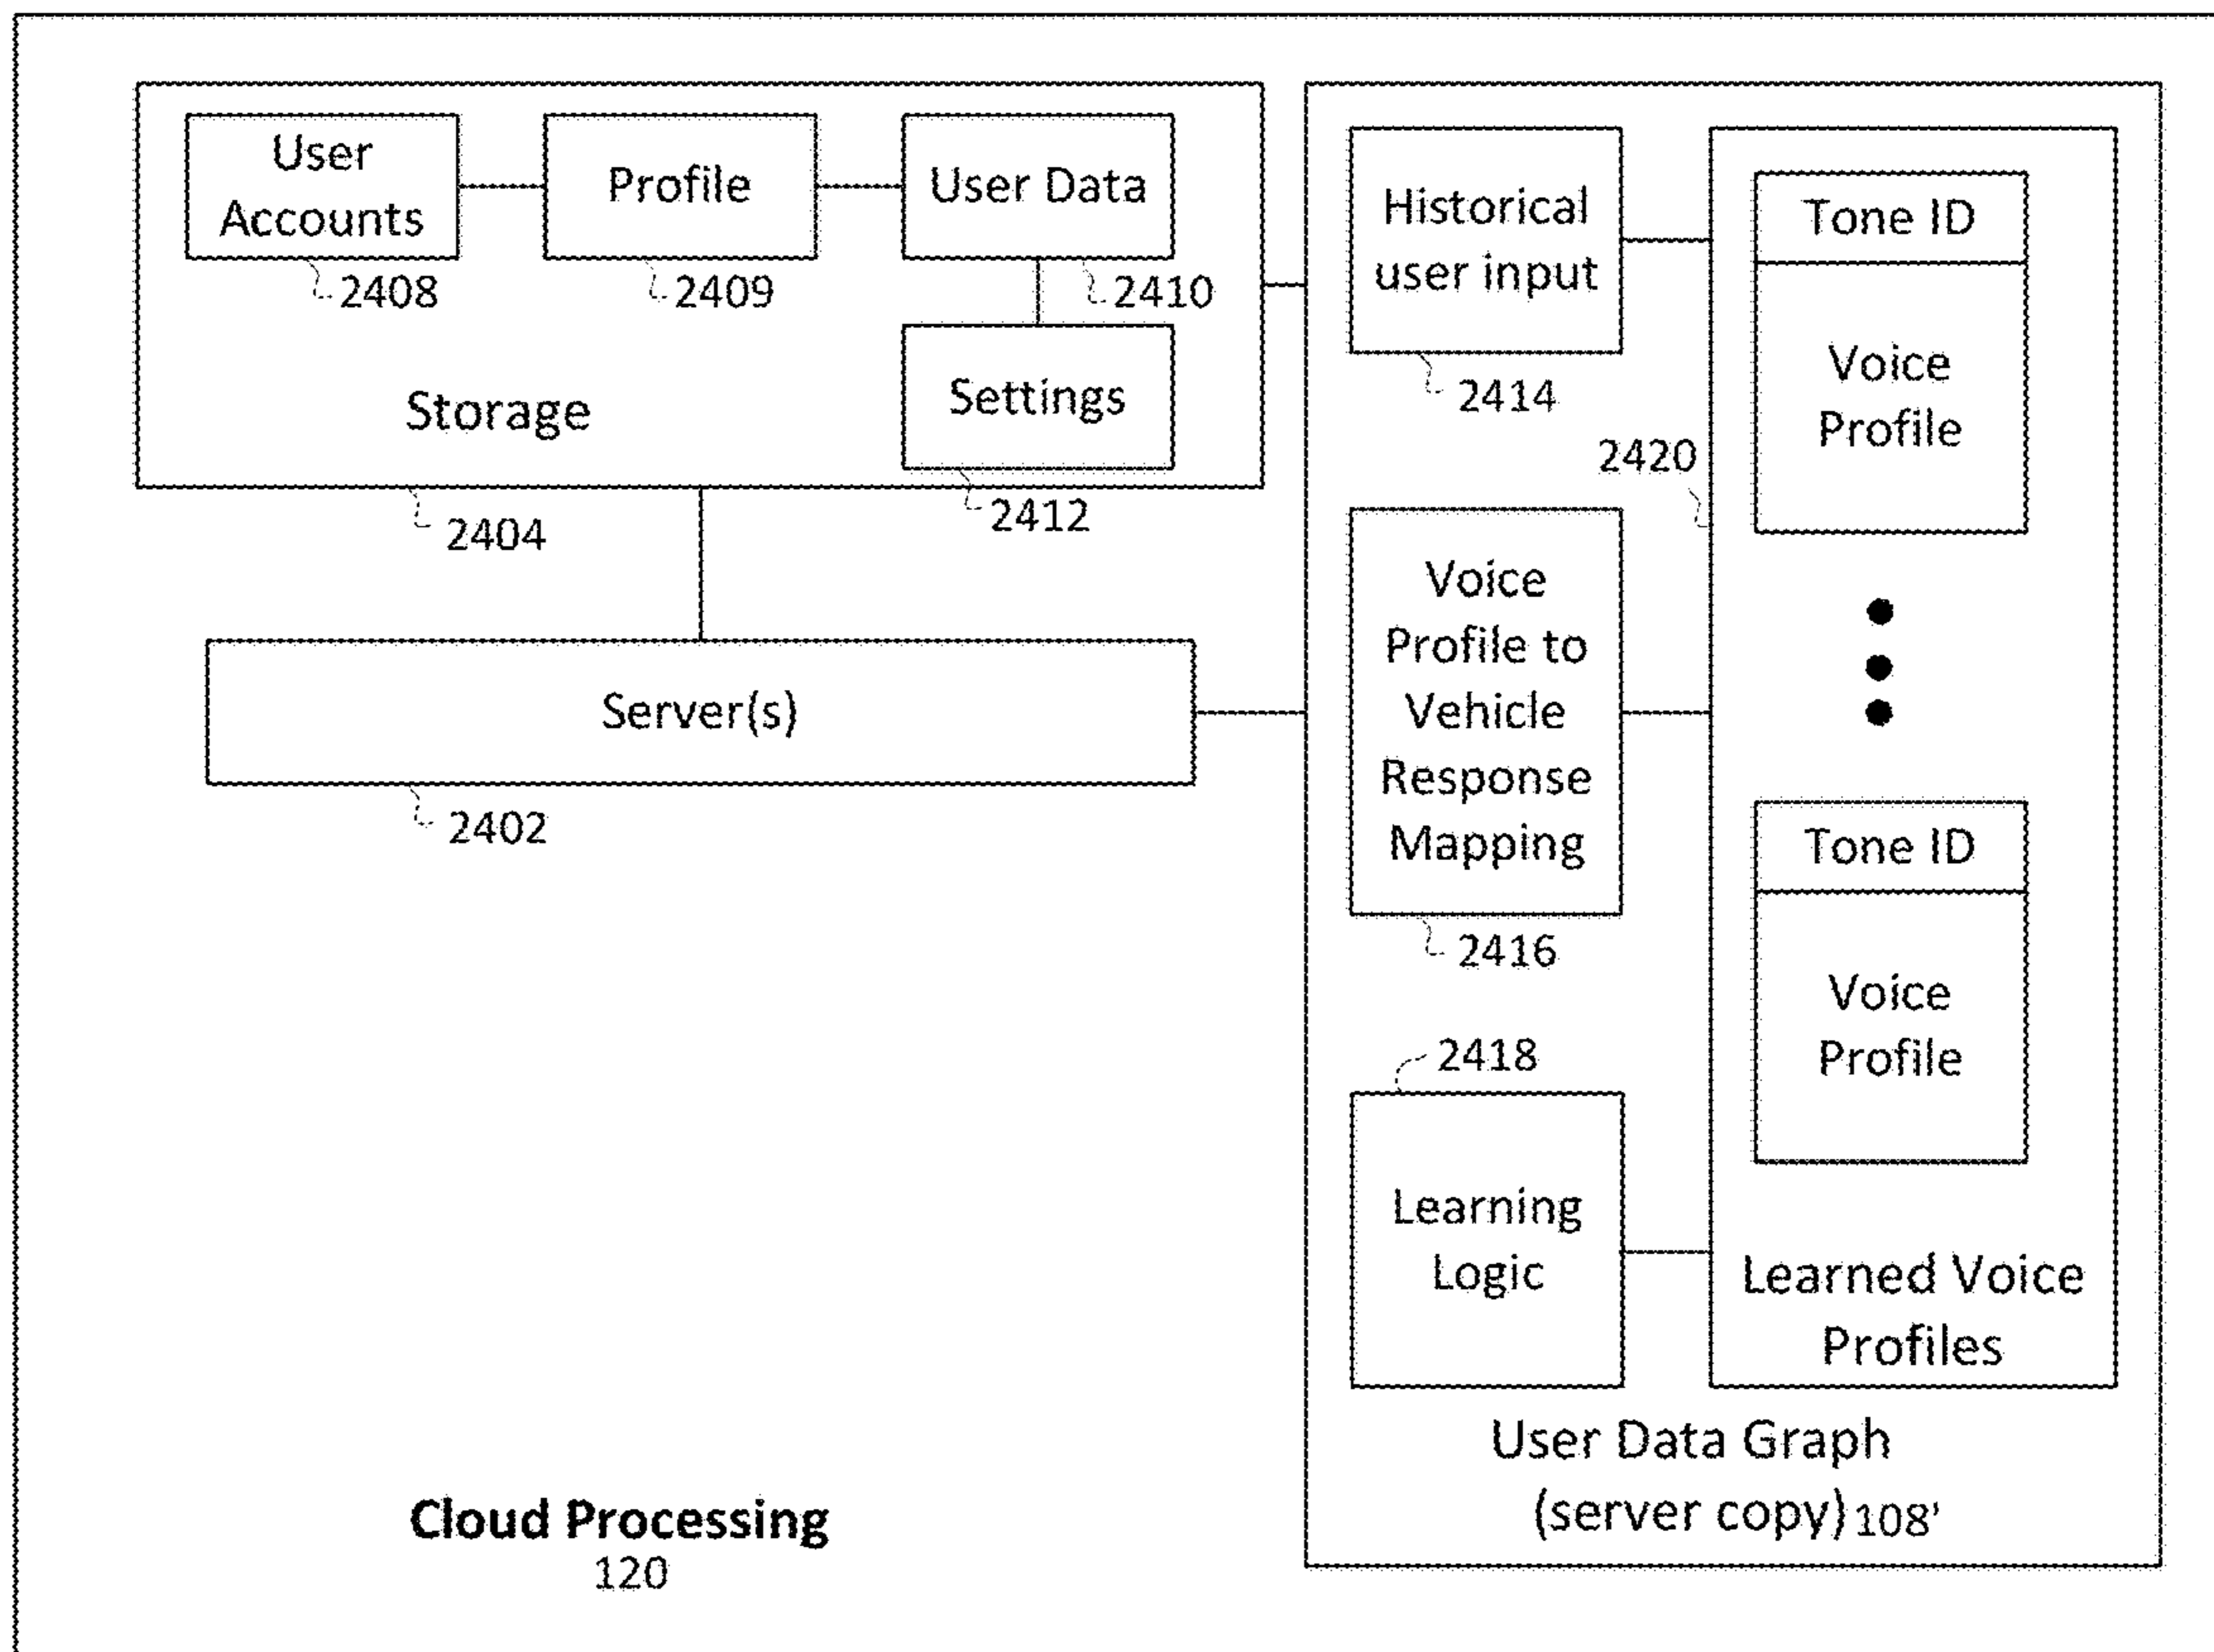 User
Accounts
2408
Profile
2409
User Data
2410
Settings
2412
Storage
2404
Server(s)
2402
Historical
user input
2414
2420
Voice
Profile to
Vehicle
Response
Mapping
2416
2418
Learning
Logic
Tone ID
Voice
Profile
Tone ID
Voice
Profile
Learned Voice
Profiles
User Data Graph
(server copy) 108'
Cloud Processing
120